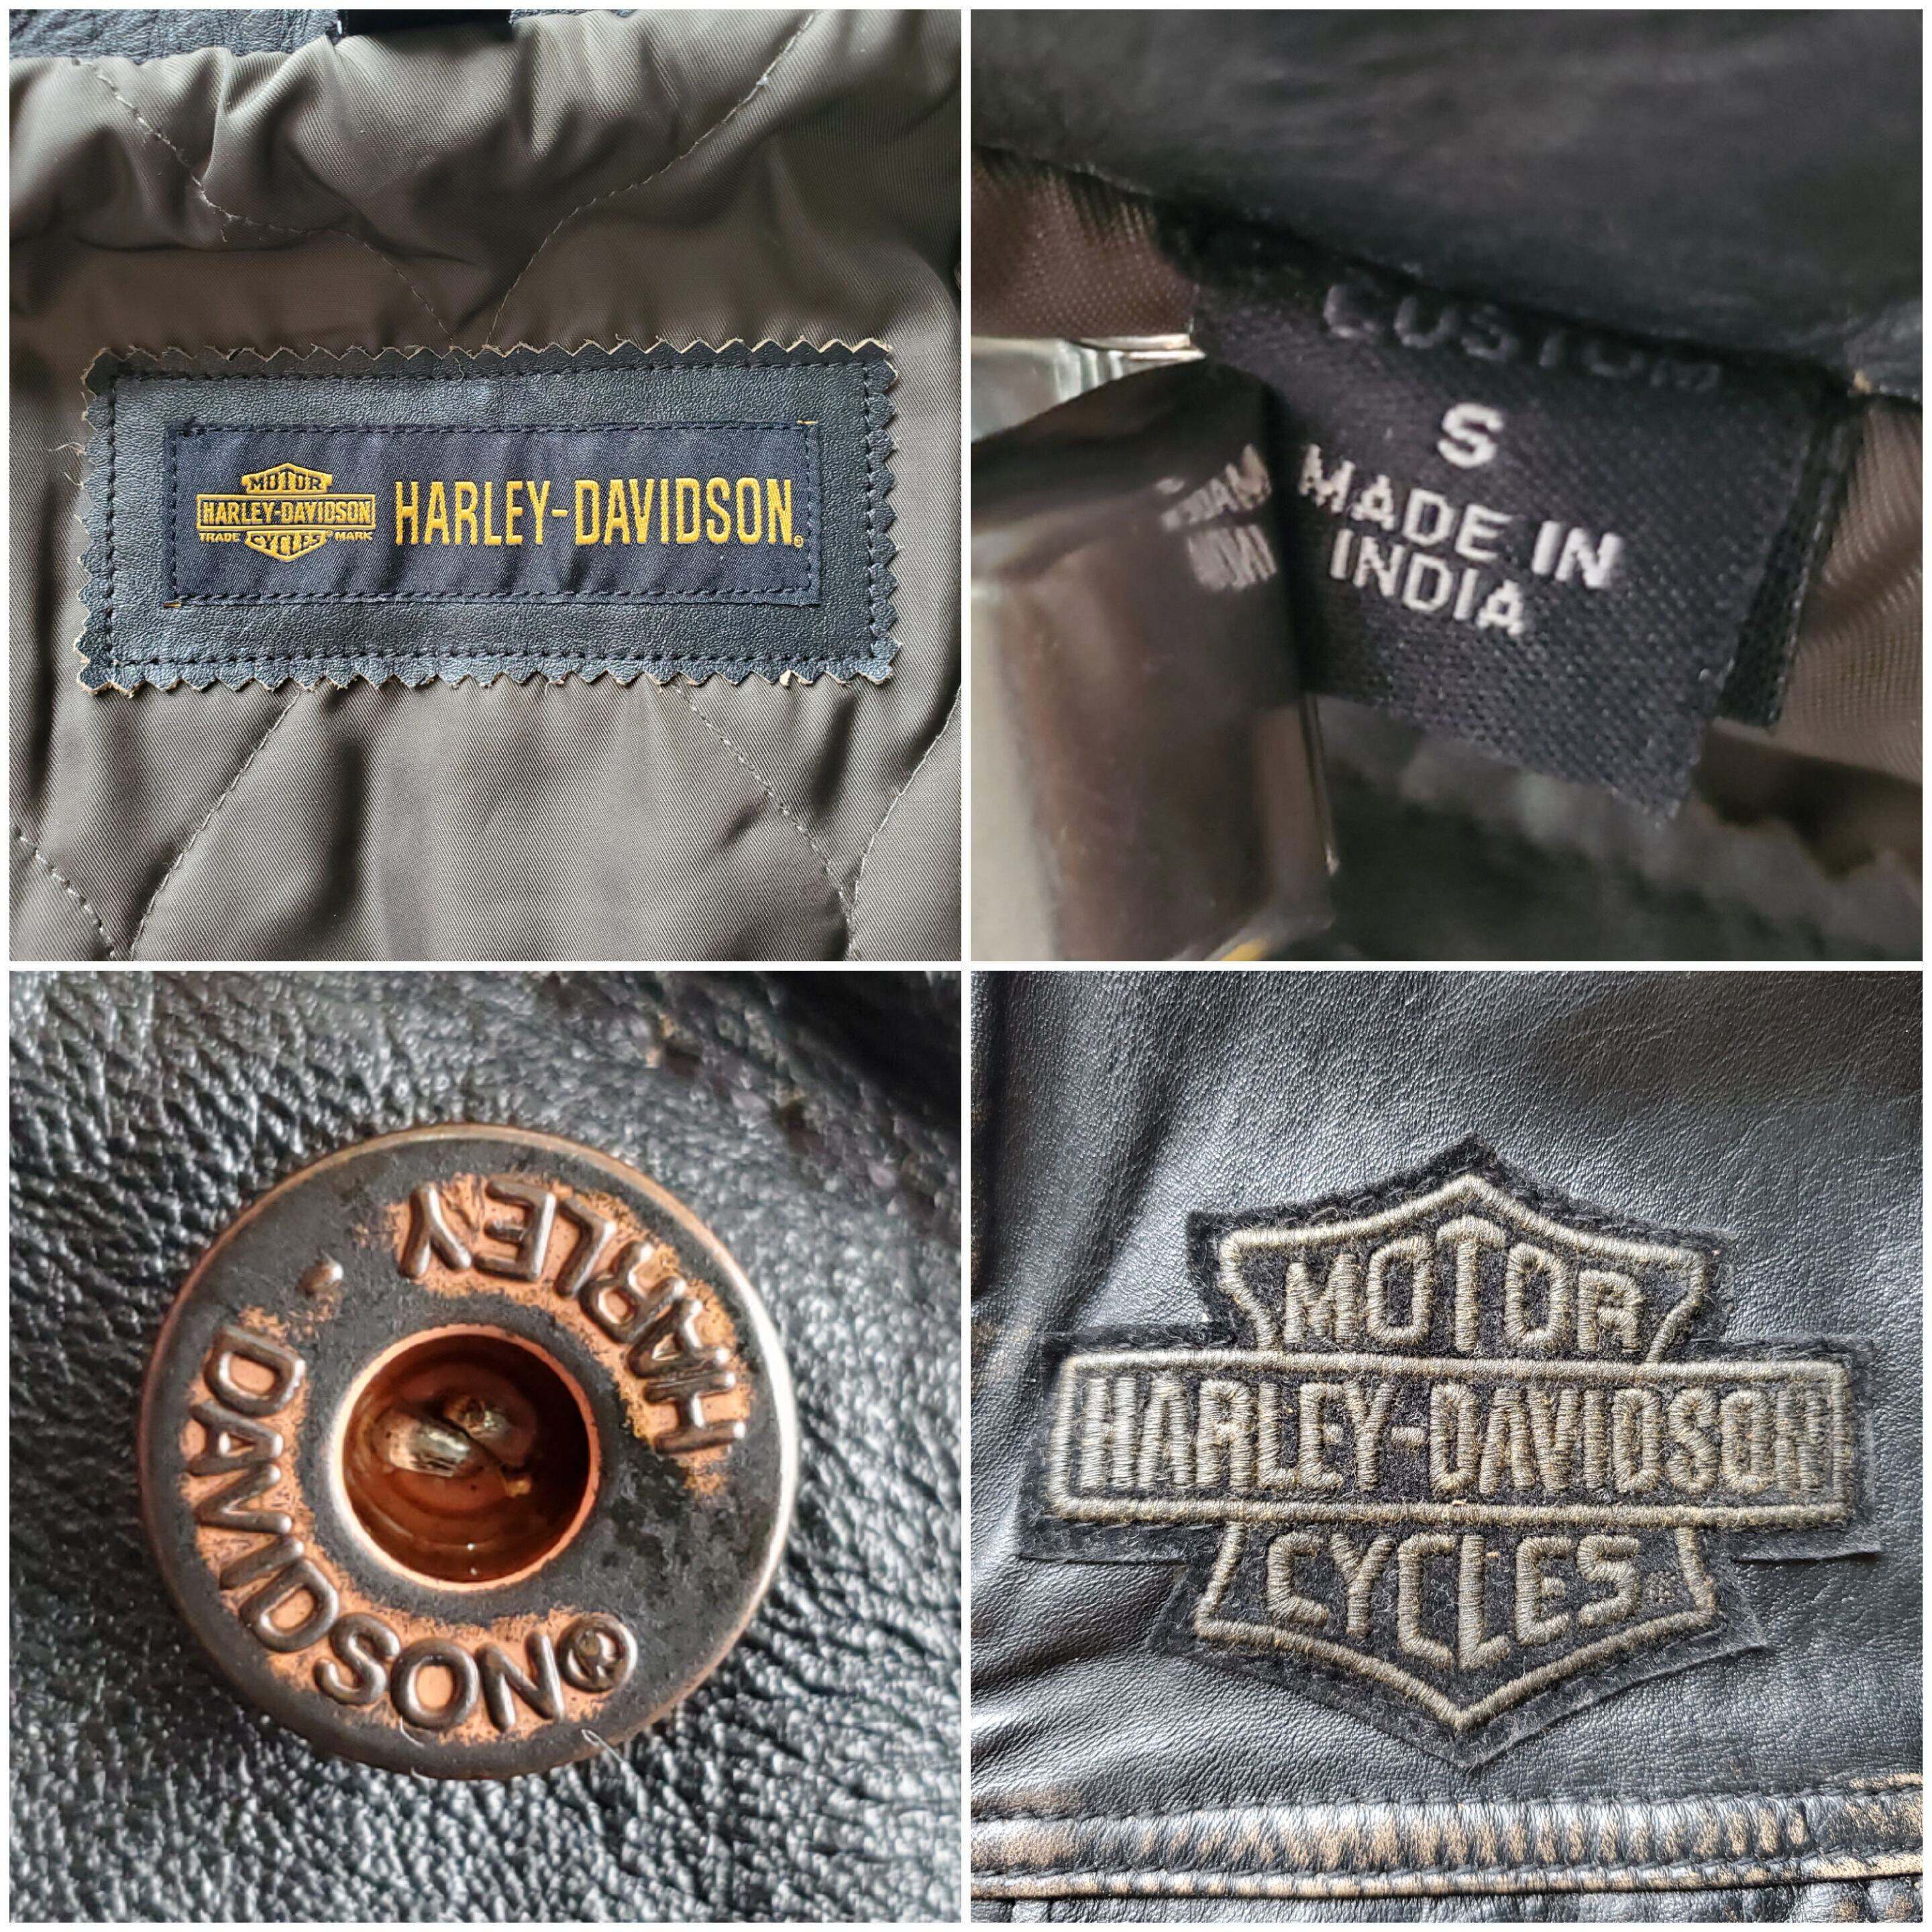 MOTOR
HARLEY-DAVIDSON
TRADE CYCLES® MARK
HARLEY-DAVIDSON®
CUSTOM
S
MADE IN
INDIA
HARLEY
DAVIDSON®
MOTOR
HARLEY-DAVIDSON
CYCLES®